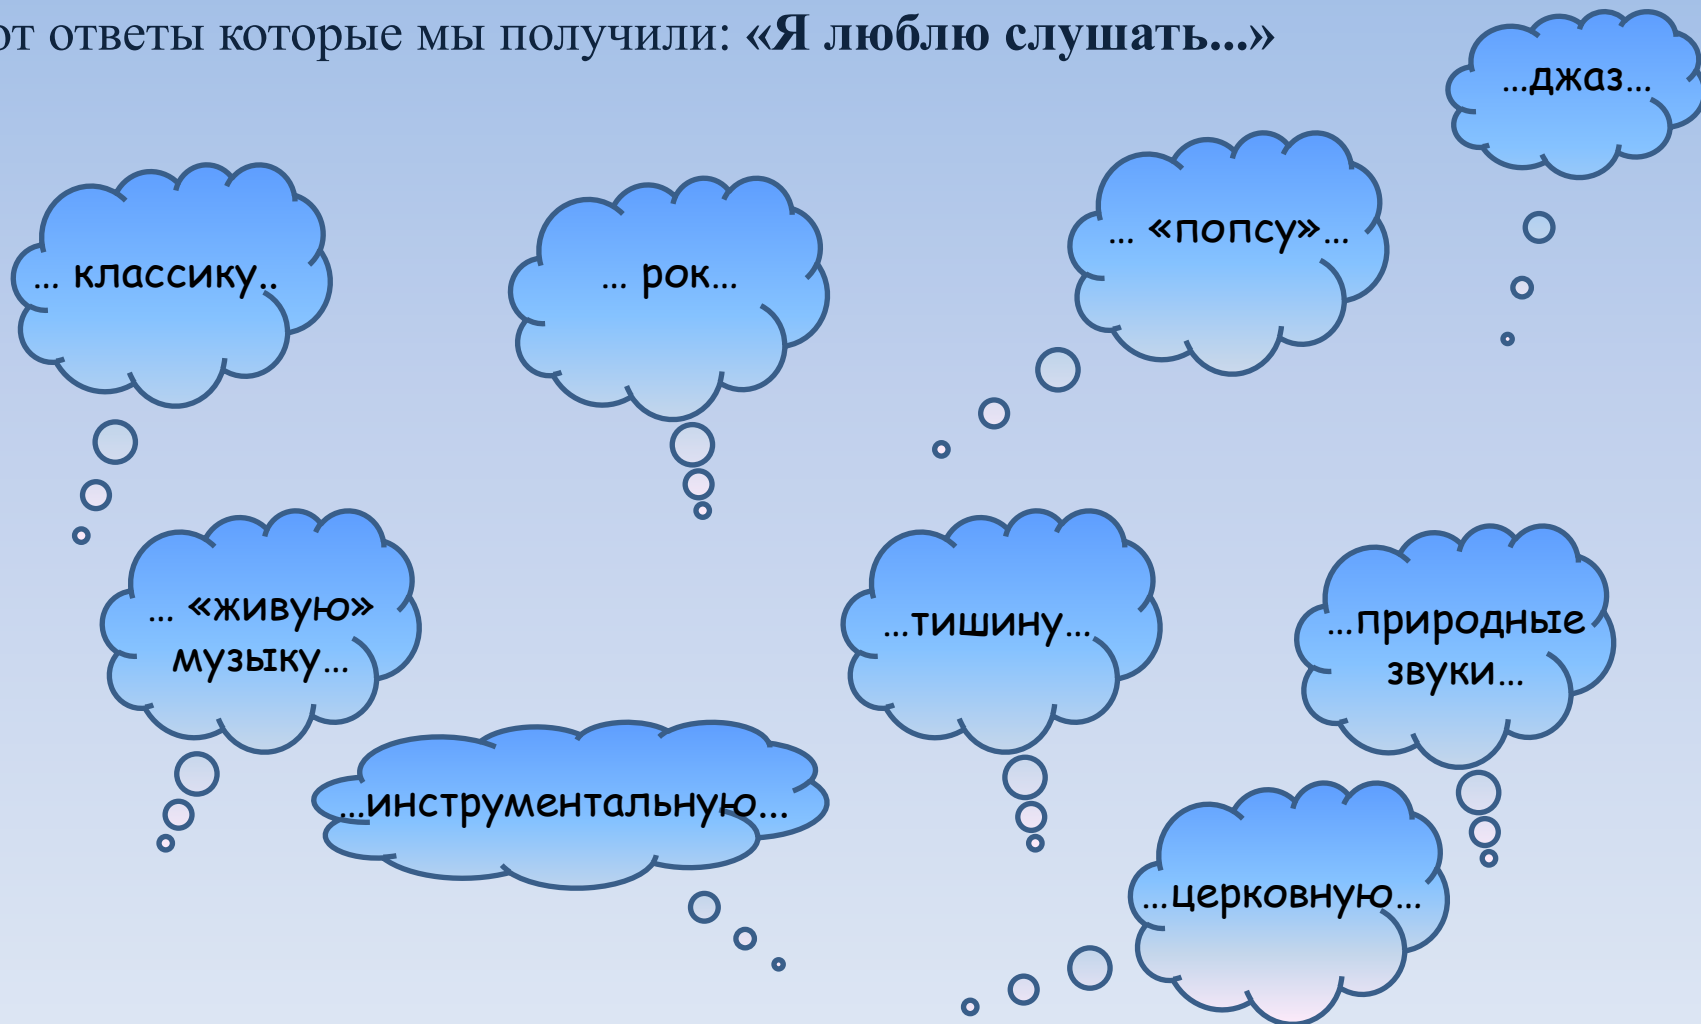 от ответы которые мы получили: «Я люблю слушать...»
...джаз...
... классику..
... рок...
... «попсу»...
... «живую»
музыку...
...тишину...
...природные
звуки...
...инструментальную...
...церковную...